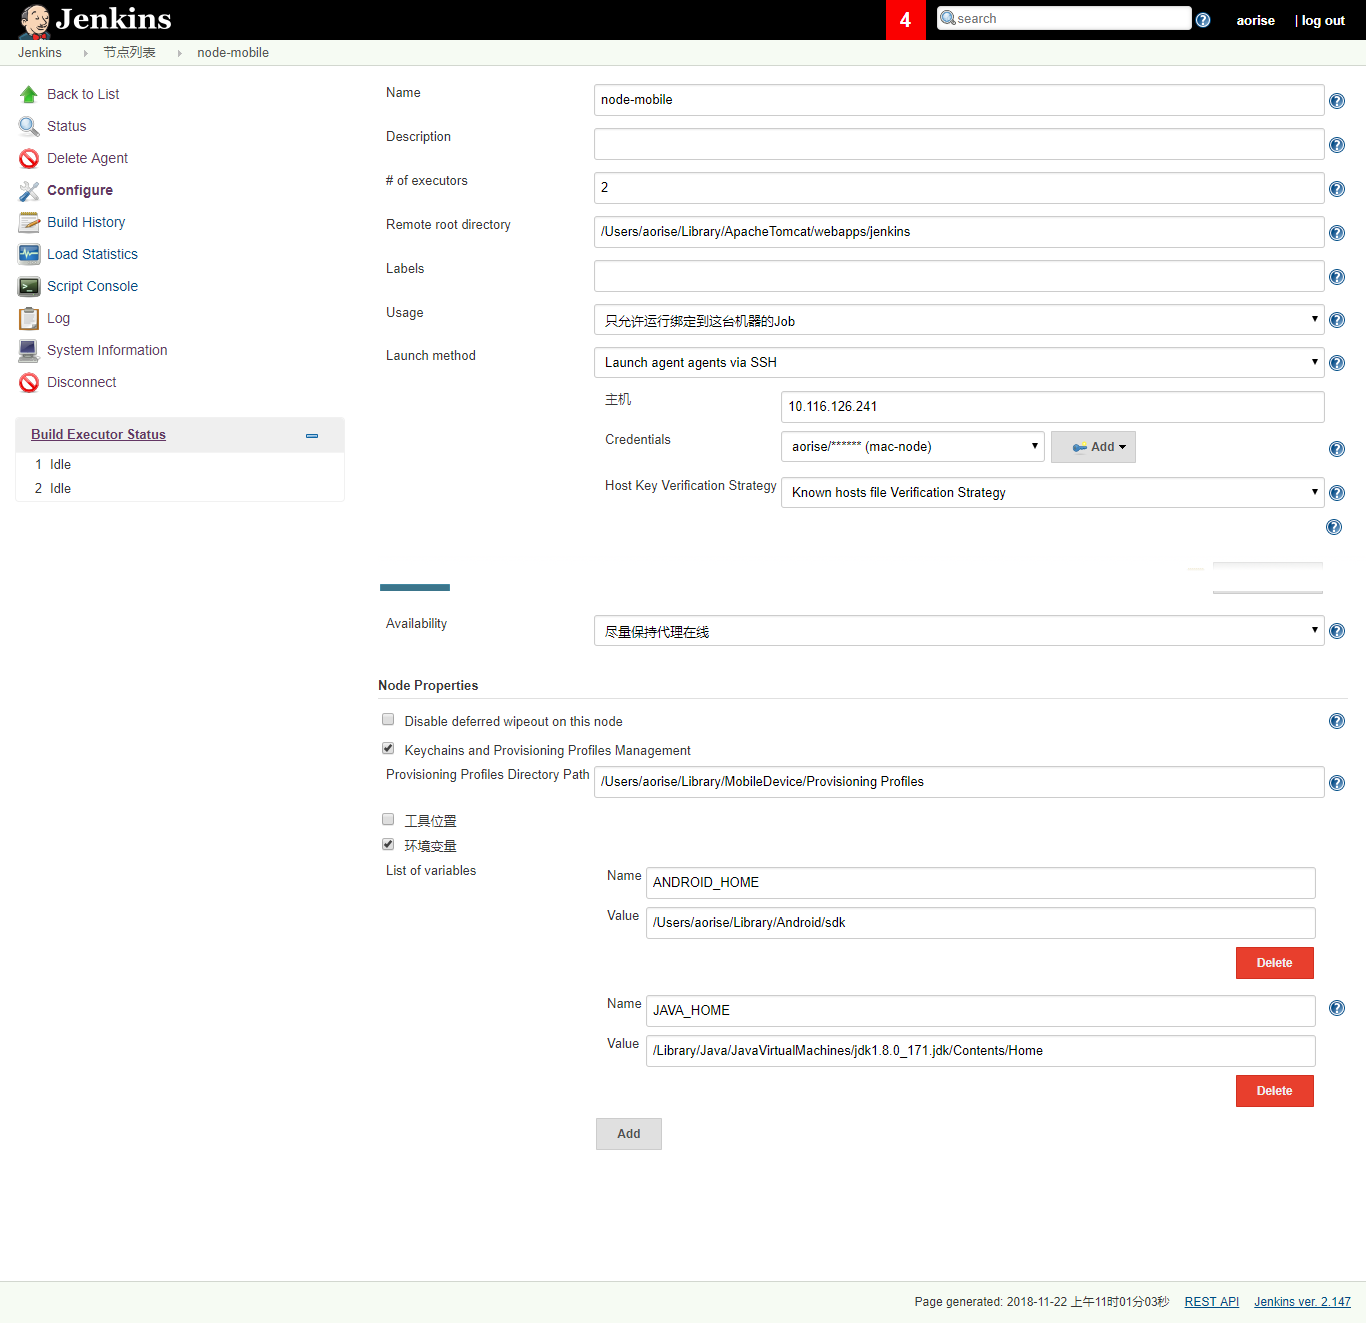 Jenkins
4
search
aorise
| log out
Jenkins
节点列表
node-mobile
Back to List
Status
Delete Agent
Configure
Build History
Load Statistics
Script Console
Log
System Information
Disconnect
Build Executor Status
1 Idle
2 Idle
Name
node-mobile
Description
# of executors
2
Remote root directory
/Users/aorise/Library/ApacheTomcat/webapps/jenkins
Labels
Usage
只允许运行绑定到这台机器的Job
Launch method
Launch agent agents via SSH
主机
10.116.126.241
Credentials
aorise/****** (mac-node)
Add
Host Key Verification Strategy
Known hosts file Verification Strategy
Availability
尽量保持代理在线
Node Properties
Disable deferred wipeout on this node
Keychains and Provisioning Profiles Management
Provisioning Profiles Directory Path
/Users/aorise/Library/MobileDevice/Provisioning Profiles
工具位置
环境变量
List of variables
Name
ANDROID_HOME
Value
/Users/aorise/Library/Android/sdk
Delete
Name
JAVA_HOME
Value
/Library/Java/JavaVirtualMachines/jdk1.8.0_171.jdk/Contents/Home
Delete
Add
Page generated: 2018-11-22 上午11时01分03秒
REST API
Jenkins ver. 2.147